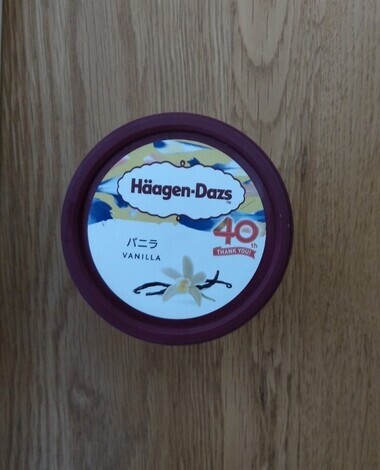 Häagen-Dazs
40th
THANK YOU!
バニラ
VANILLA